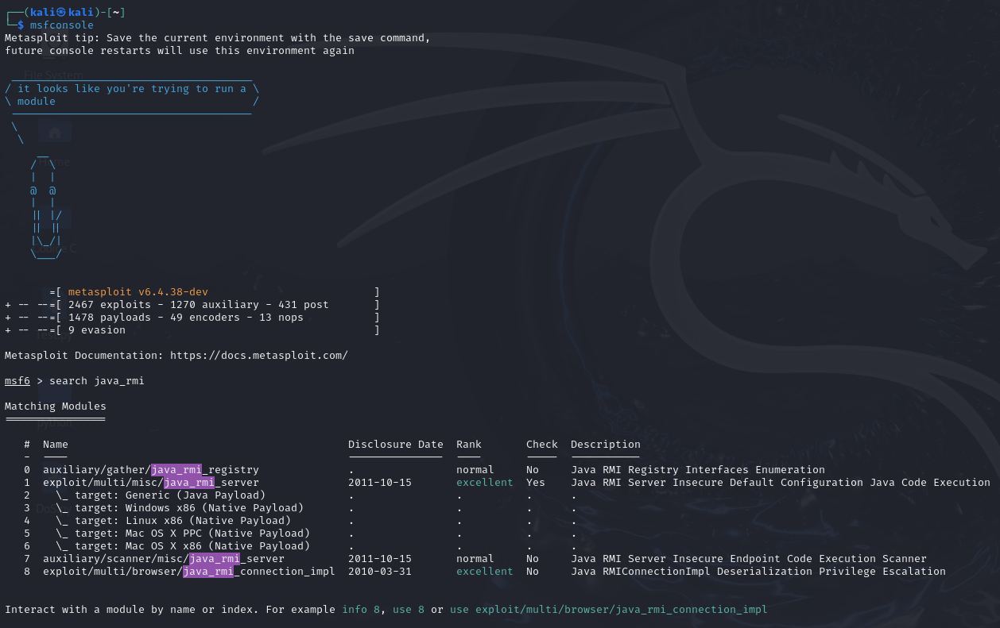 ┌──(kali㉿kali)-[~]
└─$ msfconsole
Metasploit tip: Save the current environment with the save command,
future console restarts will use this environment again
File System
 ______________________________________
/ it looks like you're trying to run a \
\ module                               /
 --------------------------------------
 \
  \
     __
    /  \
    |  |
    @  @
    |  |
    || |/
    || ||
    |\_/|
    \___/
Home
       =[ metasploit v6.4.38-dev                          ]
+ -- --=[ 2467 exploits - 1270 auxiliary - 431 post       ]
+ -- --=[ 1478 payloads - 49 encoders - 13 nops           ]
+ -- --=[ 9 evasion                                       ]
Metasploit Documentation: https://docs.metasploit.com/
msf6 > search java_rmi
Matching Modules
================
python
   #  Name                                            Disclosure Date  Rank       Check  Description
   -  ----                                            ---------------  ----       -----  -----------
   0  auxiliary/gather/java_rmi_registry              .                normal     No     Java RMI Registry Interfaces Enumeration
   1  exploit/multi/misc/java_rmi_server              2011-10-15       excellent  Yes    Java RMI Server Insecure Default Configuration Java Code Execution
   2    \_ target: Generic (Java Payload)             .                .          .      .
   3    \_ target: Windows x86 (Native Payload)       .                .          .      .
   4    \_ target: Linux x86 (Native Payload)         .                .          .      .
   5    \_ target: Mac OS X PPC (Native Payload)      .                .          .      .
   6    \_ target: Mac OS X x86 (Native Payload)      .                .          .      .
   7  auxiliary/scanner/misc/java_rmi_server          2011-10-15       normal     No     Java RMI Server Insecure Endpoint Code Execution Scanner
   8  exploit/multi/browser/java_rmi_connection_impl  2010-03-31       excellent  No     Java RMIConnectionImpl Deserialization Privilege Escalation
Interact with a module by name or index. For example info 8, use 8 or use exploit/multi/browser/java_rmi_connection_impl